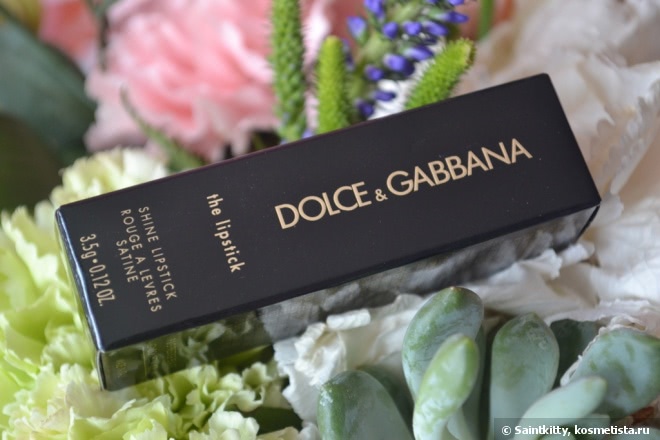 DOLCE & GABBANA
the lipstick
SHINE LIPSTICK
ROUGE A LEVRES
SATINE
3.5g • 0.12 OZ.
© Saintkitty, kosmetista.ru